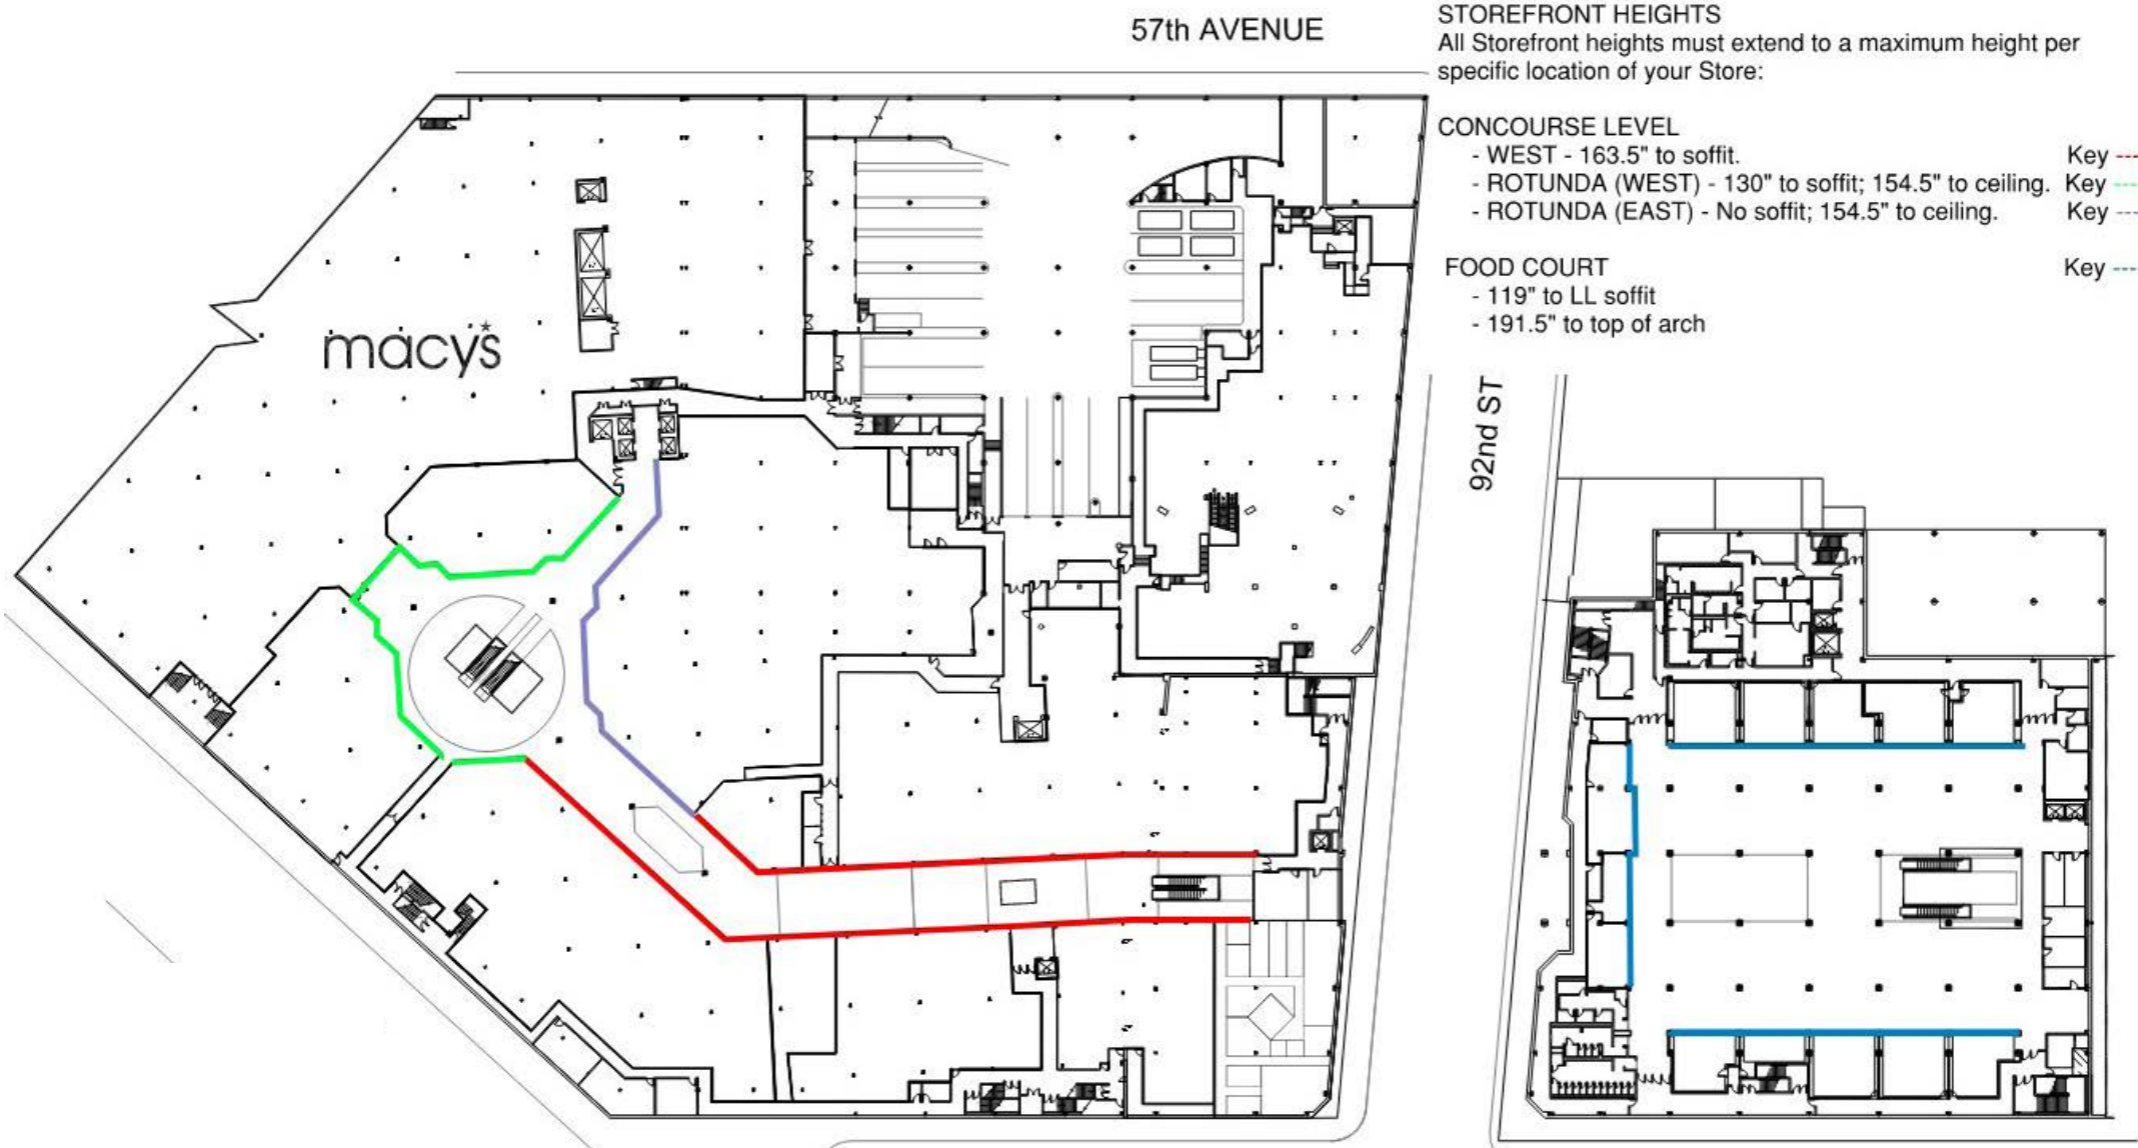 57th AVENUE
STOREFRONT HEIGHTS
All Storefront heights must extend to a maximum height per
specific location of your Store:
CONCOURSE LEVEL
- WEST - 163.5" to soffit. Key
- ROTUNDA (WEST) - 130" to soffit; 154.5" to ceiling. Key
- ROTUNDA (EAST) - No soffit; 154.5" to ceiling. Key
FOOD COURT Key
- 119" to LL soffit
- 191.5" to top of arch
macy's
92nd ST